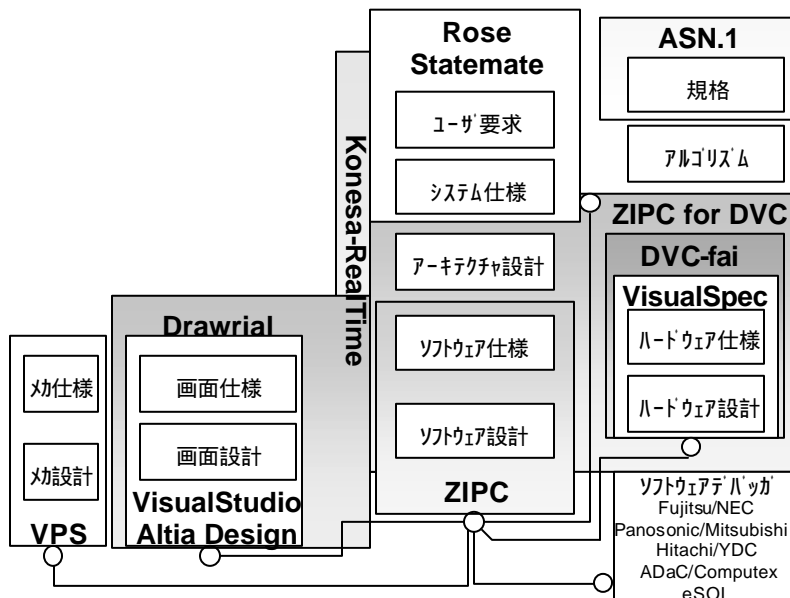 Rose
Statemate
ﾕｰｻﾞ要求
ｼｽﾃﾑ仕様
ASN.1
規格
ｱﾙｺﾞﾘｽﾞﾑ
Konesa-RealTime
ｱｰｷﾃｸﾁｬ設計
ｿﾌﾄｳｪｱ仕様
ｿﾌﾄｳｪｱ設計
ZIPC
ZIPC for DVC
DVC-fai
VisualSpec
ﾊｰﾄﾞｳｪｱ仕様
ﾊｰﾄﾞｳｪｱ設計
Drawrial
画面仕様
画面設計
VisualStudio
Altia Design
ﾒｶ仕様
ﾒｶ設計
VPS
ｿﾌﾄｳｪｱﾃﾞﾊﾞｯｶﾞ
Fujitsu/NEC
Panosonic/Mitsubishi
Hitachi/YDC
ADaC/Computex
eSOL